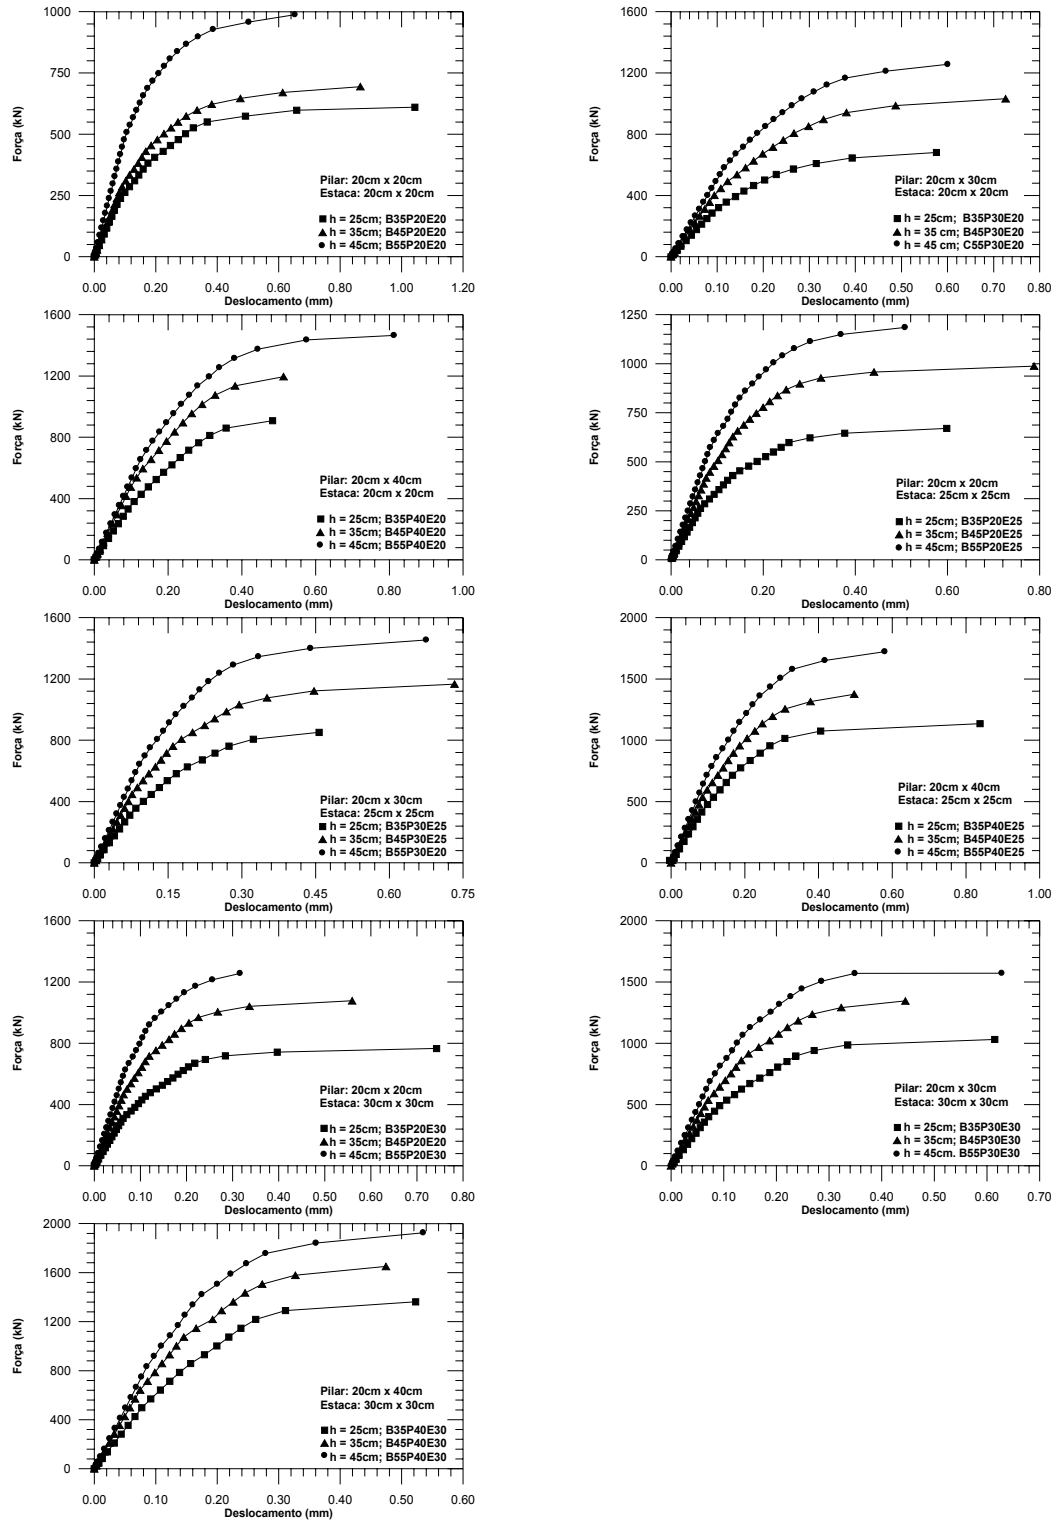 1000
750
500
250
0
Força (kN)
Pilar: 20cm x 20cm
Estaca: 20cm x 20cm
h = 25cm; B35P20E20
h = 35cm; B45P20E20
h = 45cm; B55P20E20
0.00 0.20 0.40 0.60 0.80 1.00 1.20
Deslocamento (mm)
1600
1200
800
400
0
Força (kN)
Pilar: 20cm x 30cm
Estaca: 20cm x 20cm
h = 25cm; B35P30E20
h = 35 cm; B45P30E20
h = 45 cm; C55P30E20
0.00 0.10 0.20 0.30 0.40 0.50 0.60 0.70 0.80
Deslocamento (mm)
1600
1200
800
400
0
Força (kN)
Pilar: 20cm x 40cm
Estaca: 20cm x 20cm
h = 25cm; B35P40E20
h = 35cm; B45P40E20
h = 45cm; B55P40E20
0.00 0.20 0.40 0.60 0.80 1.00
Deslocamento (mm)
1250
1000
750
500
250
0
Força (kN)
Pilar: 20cm x 20cm
Estaca: 25cm x 25cm
h = 25cm; B35P20E25
h = 35cm; B45P20E25
h = 45cm; B55P20E25
0.00 0.20 0.40 0.60 0.80
Deslocamento (mm)
1600
1200
800
400
0
Força (kN)
Pilar: 20cm x 30cm
Estaca: 25cm x 25cm
h = 25cm; B35P30E25
h = 35cm; B45P30E25
h = 45cm; B55P30E20
0.00 0.15 0.30 0.45 0.60 0.75
Deslocamento (mm)
2000
1500
1000
500
0
Força (kN)
Pilar: 20cm x 40cm
Estaca: 25cm x 25cm
h = 25cm; B35P40E25
h = 35cm; B45P40E25
h = 45cm; B55P40E25
0.00 0.20 0.40 0.60 0.80 1.00
Deslocamento (mm)
1600
1200
800
400
0
Força (kN)
Pilar: 20cm x 20cm
Estaca: 30cm x 30cm
h = 25cm; B35P20E30
h = 35cm; B45P20E20
h = 45cm; B55P20E30
0.00 0.10 0.20 0.30 0.40 0.50 0.60 0.70 0.80
Deslocamento (mm)
2000
1500
1000
500
0
Força (kN)
Pilar: 20cm x 30cm
Estaca: 30cm x 30cm
h = 25cm; B35P30E30
h = 35cm; B45P30E30
h = 45cm. B55P30E30
0.00 0.10 0.20 0.30 0.40 0.50 0.60 0.70
Deslocamento (mm)
2000
1600
1200
800
400
0
Força (kN)
Pilar: 20cm x 40cm
Estaca: 30cm x 30cm
h = 25cm; B35P40E30
h = 35cm; B45P40E30
h = 45cm; B55P40E30
0.00 0.10 0.20 0.30 0.40 0.50 0.60
Deslocamento (mm)